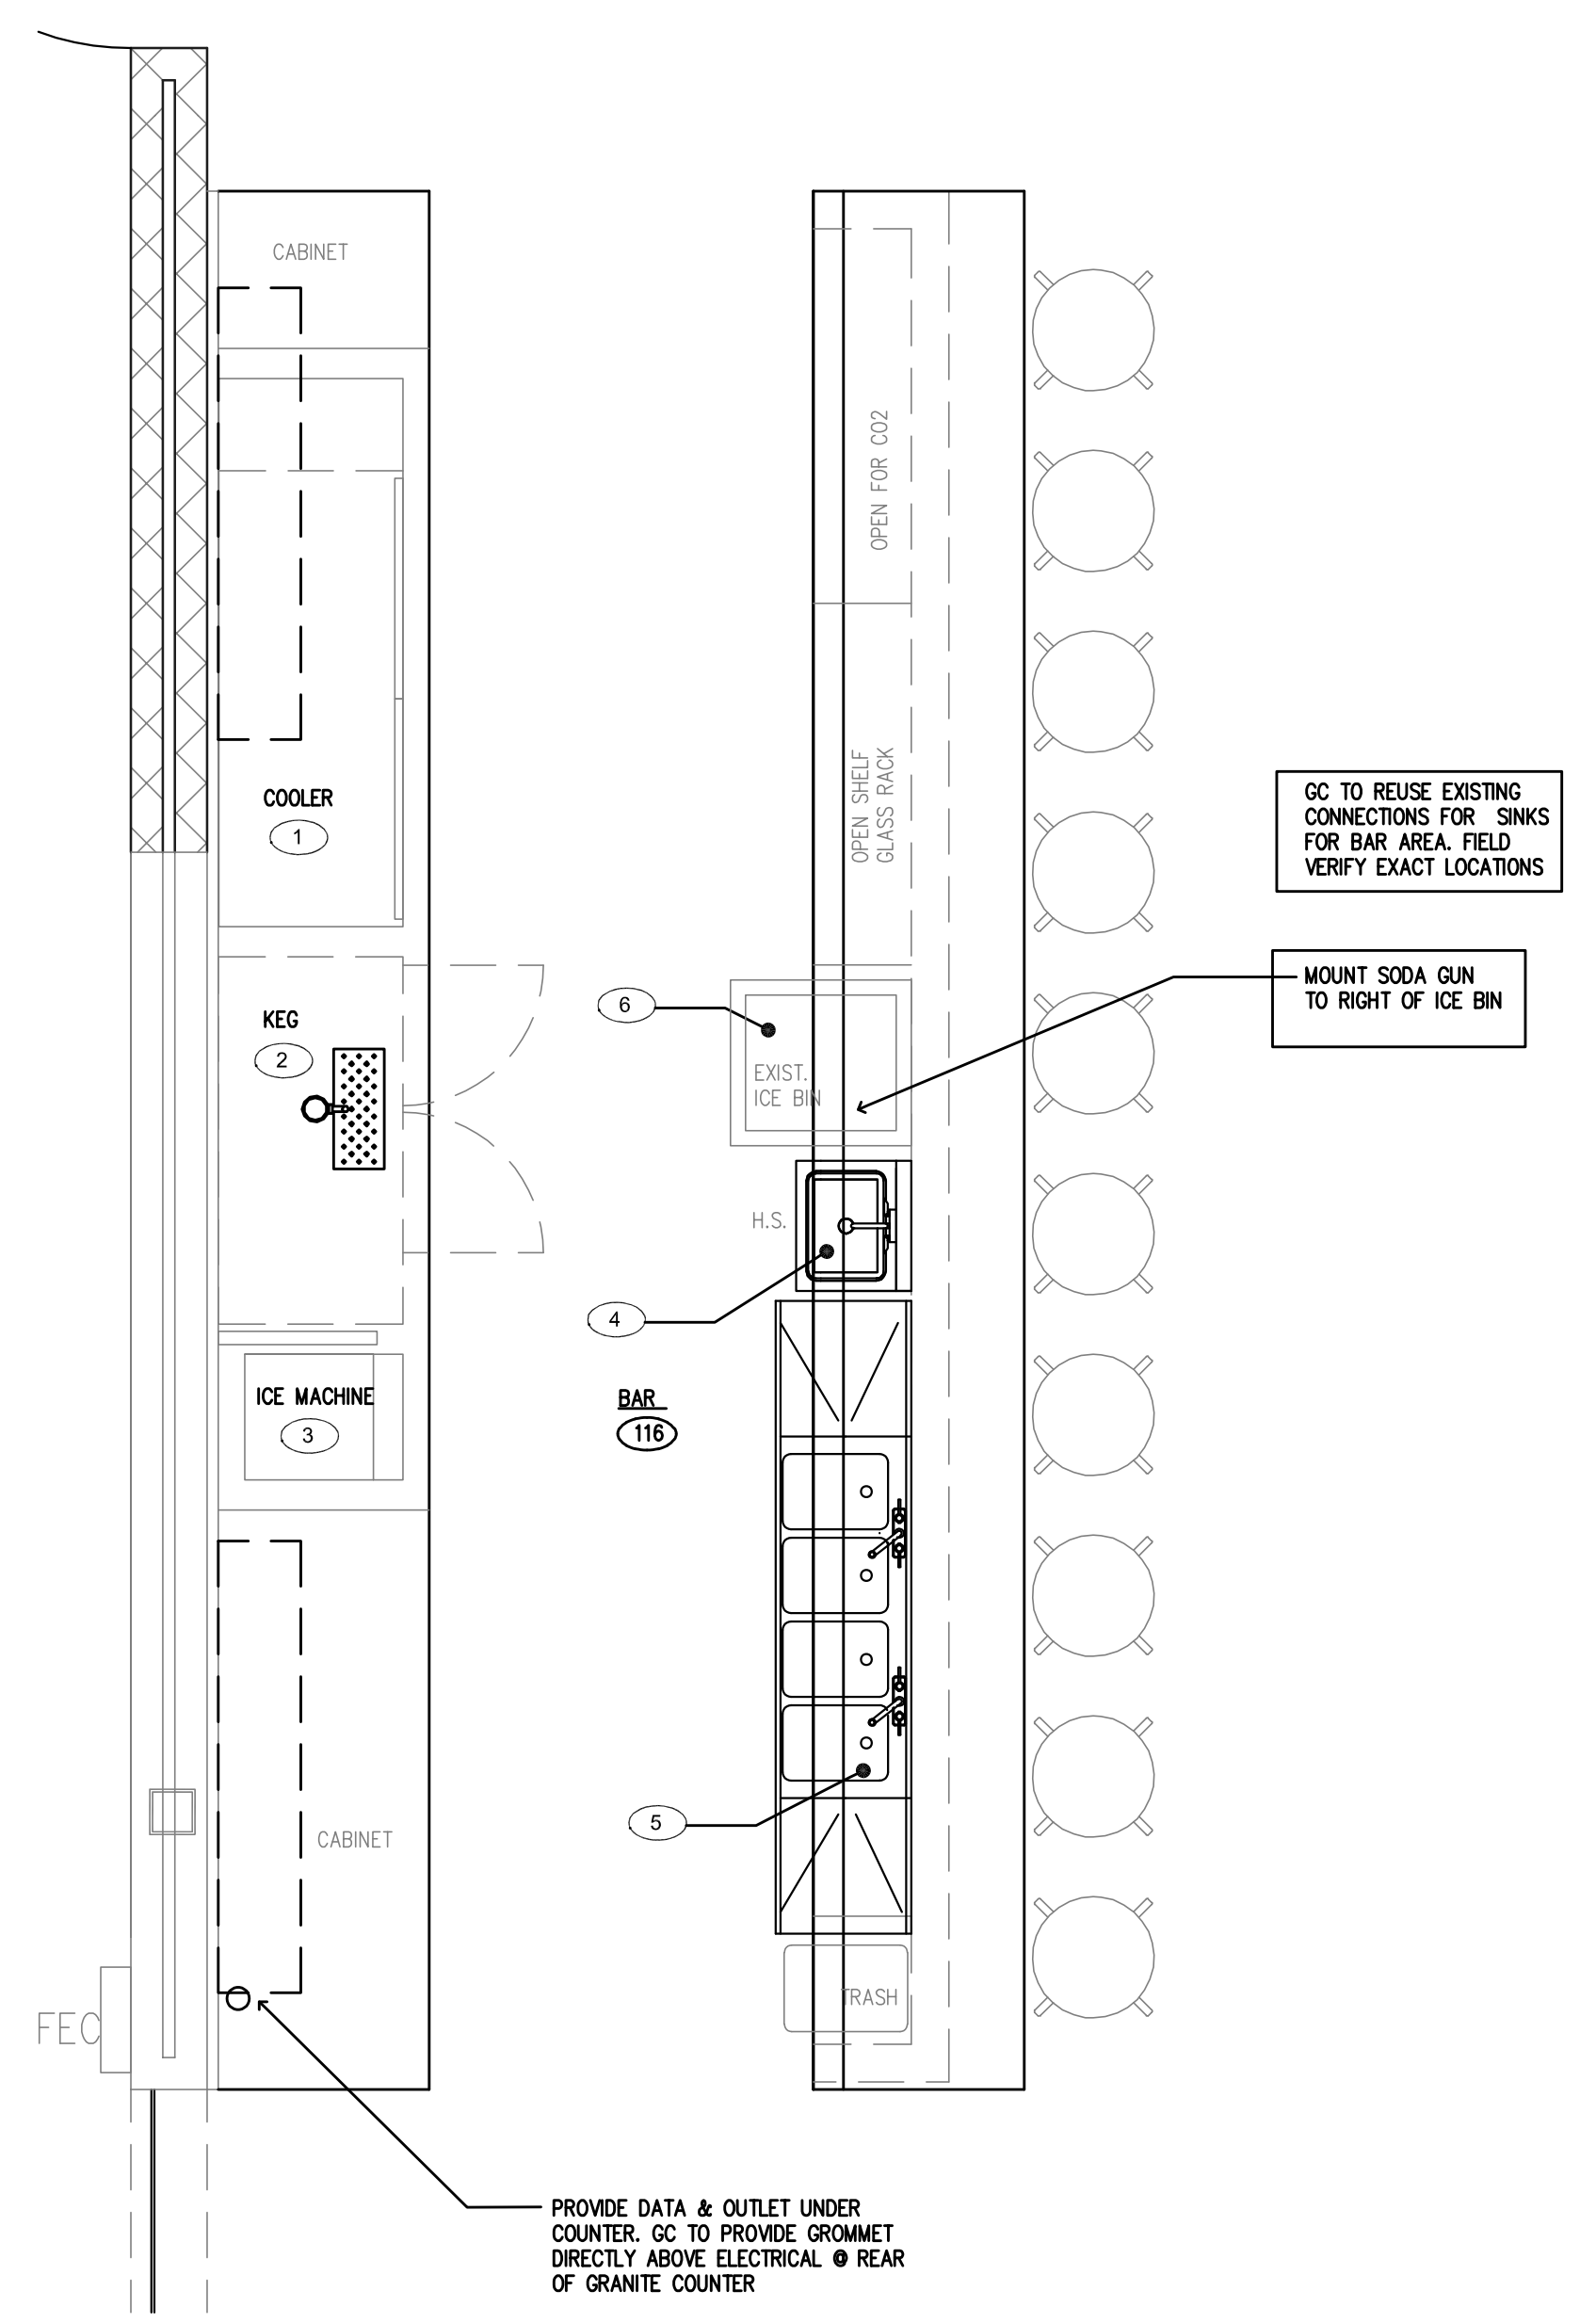 CABINET
OPEN FOR CO2
OPEN SHELF
GLASS RACK
COOLER
1
GC TO REUSE EXISTING
CONNECTIONS FOR SINKS
FOR BAR AREA. FIELD
VERIFY EXACT LOCATIONS
MOUNT SODA GUN
TO RIGHT OF ICE BIN
KEG
2
6
EXIST.
ICE BIN
H.S.
4
ICE MACHINE
3
BAR
116
5
CABINET
TRASH
FEC
PROVIDE DATA & OUTLET UNDER
COUNTER. GC TO PROVIDE GROMMET
DIRECTLY ABOVE ELECTRICAL @ REAR
OF GRANITE COUNTER